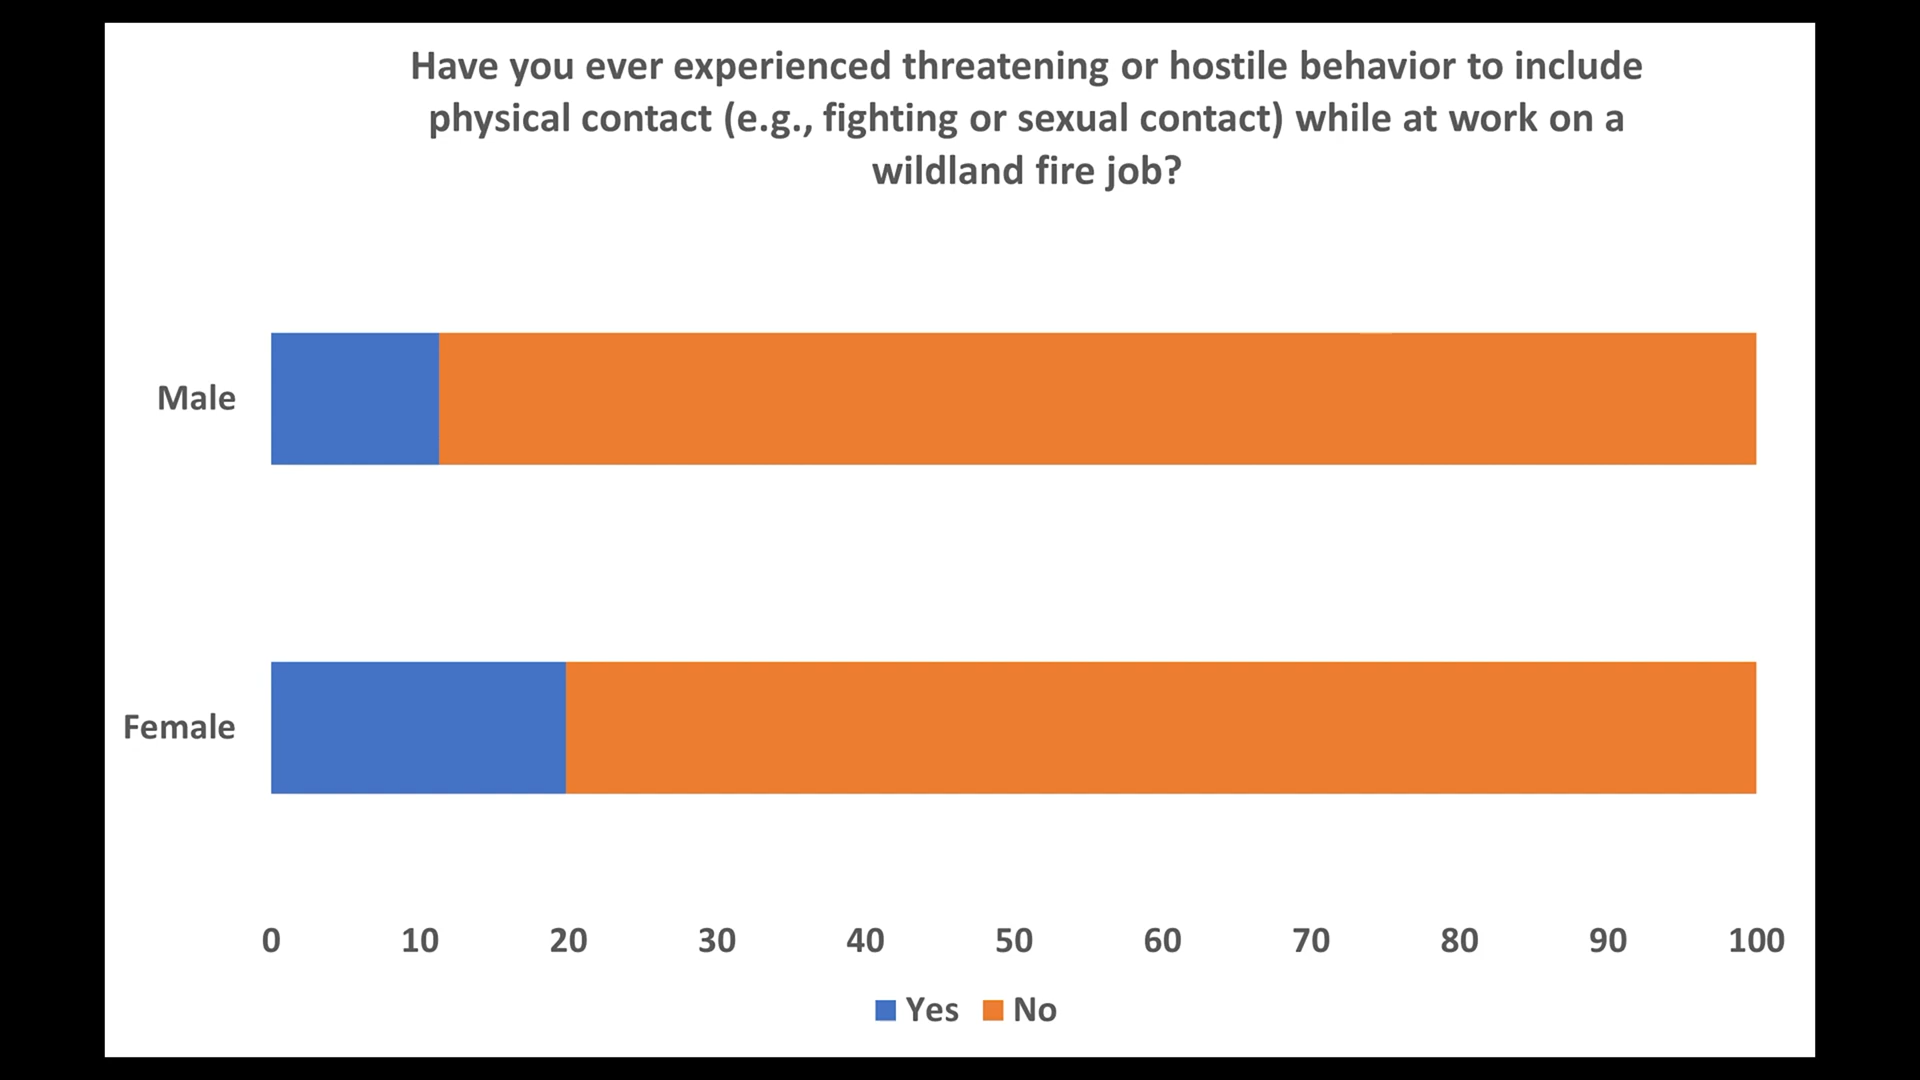 Have you ever experienced threatening or hostile behavior to include
physical contact (e.g., fighting or sexual contact) while at work on a
wildland fire job?
Male
Female
0 10 20 30 40 50 60 70 80 90 100
Yes No